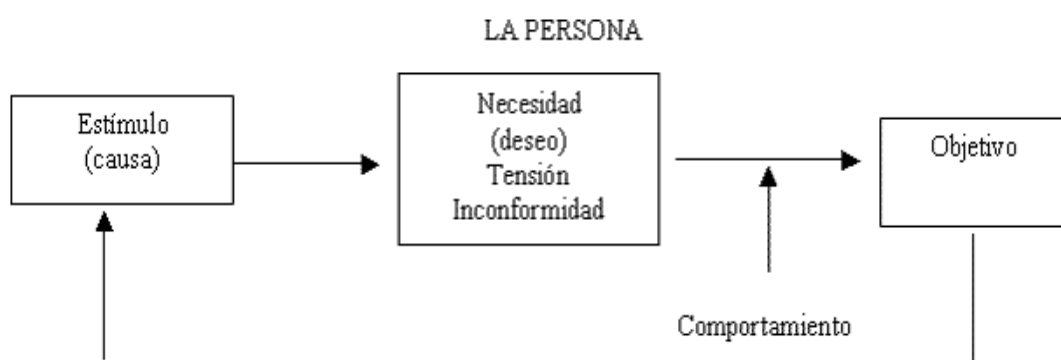 LA PERSONA
Estímulo
(causa)
Necesidad
(deseo)
Tensión
Inconformidad
Objetivo
Comportamiento